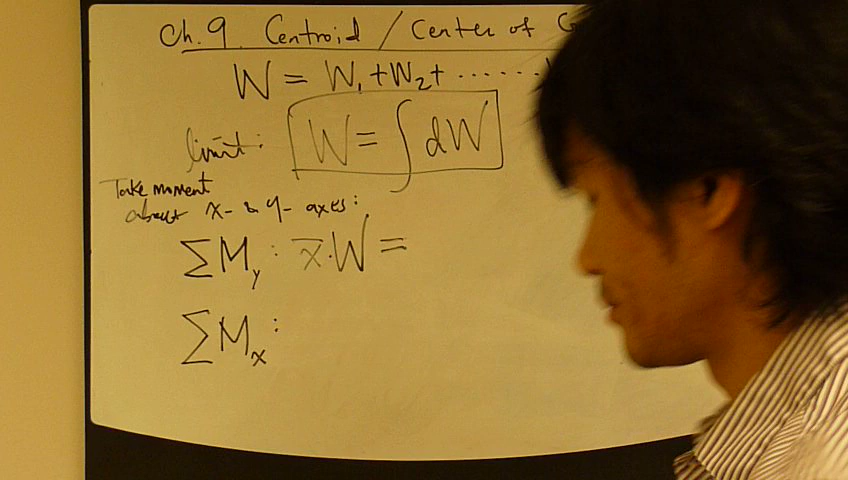 Ch. 9 Centroid / Center of G
W = W₁ + W₂ + ......
limit: W = ∫ dW
Take moment
about x- & y- axes:
ΣM_y : x̄·W =
ΣM_x :